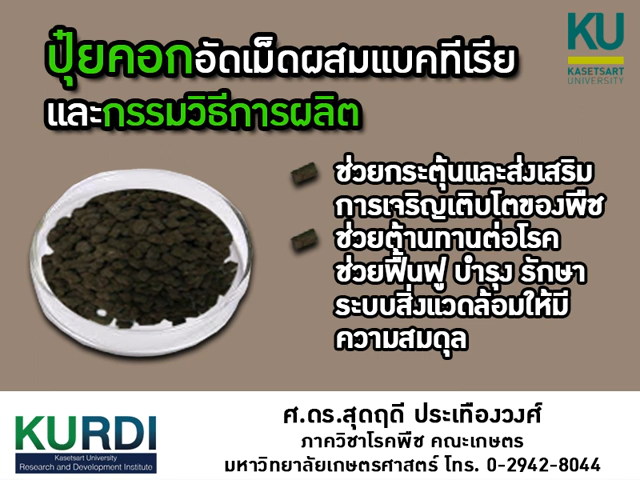 KU
KASETSART
UNIVERSITY
ปุ๋ยคอกอัดเม็ดผสมแบคทีเรีย
และกรรมวิธีการผลิต
ช่วยกระตุ้นและส่งเสริม
การเจริญเติบโตของพืช
ช่วยต้านทานต่อโรค
ช่วยฟื้นฟู บำรุง รักษา
ระบบสิ่งแวดล้อมให้มี
ความสมดุล
KURDI
Kasetsart University
Research and Development Institute
ศ.ดร.สุดฤดี ประเทืองวงศ์
ภาควิชาโรคพืช คณะเกษตร
มหาวิทยาลัยเกษตรศาสตร์ โทร. 0-2942-8044